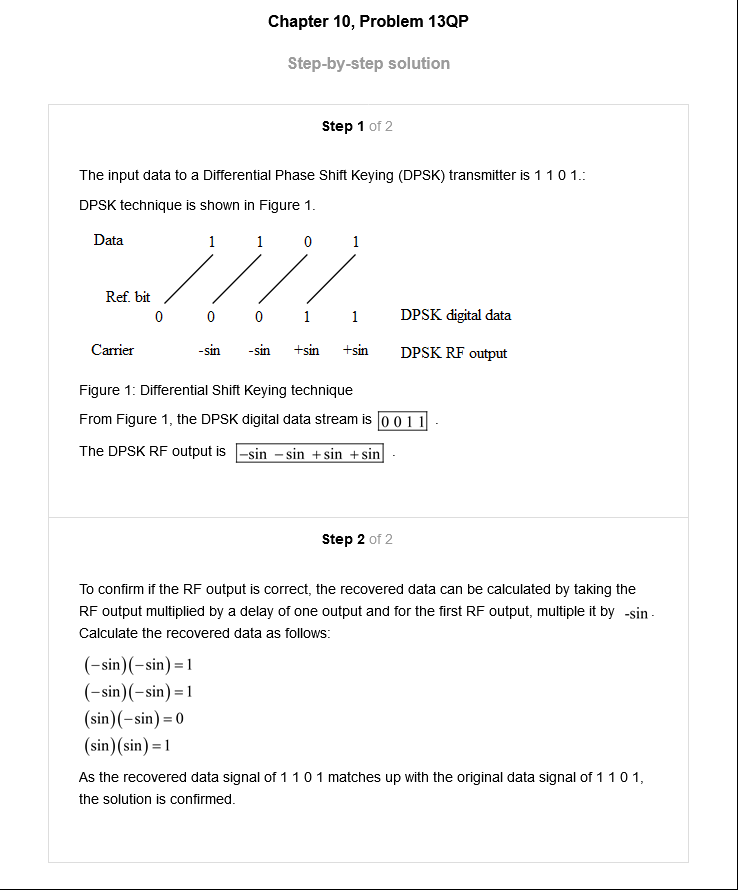 Chapter 10, Problem 13QP
Step-by-step solution
Step 1 of 2
The input data to a Differential Phase Shift Keying (DPSK) transmitter is 1 1 0 1.:
DPSK technique is shown in Figure 1.
Data 1 1 0 1
Ref. bit
0 0 0 1 1 DPSK digital data
Carrier -sin -sin +sin +sin DPSK RF output
Figure 1: Differential Shift Keying technique
From Figure 1, the DPSK digital data stream is 0 0 1 1 .
The DPSK RF output is −sin −sin +sin +sin .
Step 2 of 2
To confirm if the RF output is correct, the recovered data can be calculated by taking the
RF output multiplied by a delay of one output and for the first RF output, multiple it by -sin.
Calculate the recovered data as follows:
(−sin)(−sin)=1
(−sin)(−sin)=1
(sin)(−sin)=0
(sin)(sin)=1
As the recovered data signal of 1 1 0 1 matches up with the original data signal of 1 1 0 1,
the solution is confirmed.